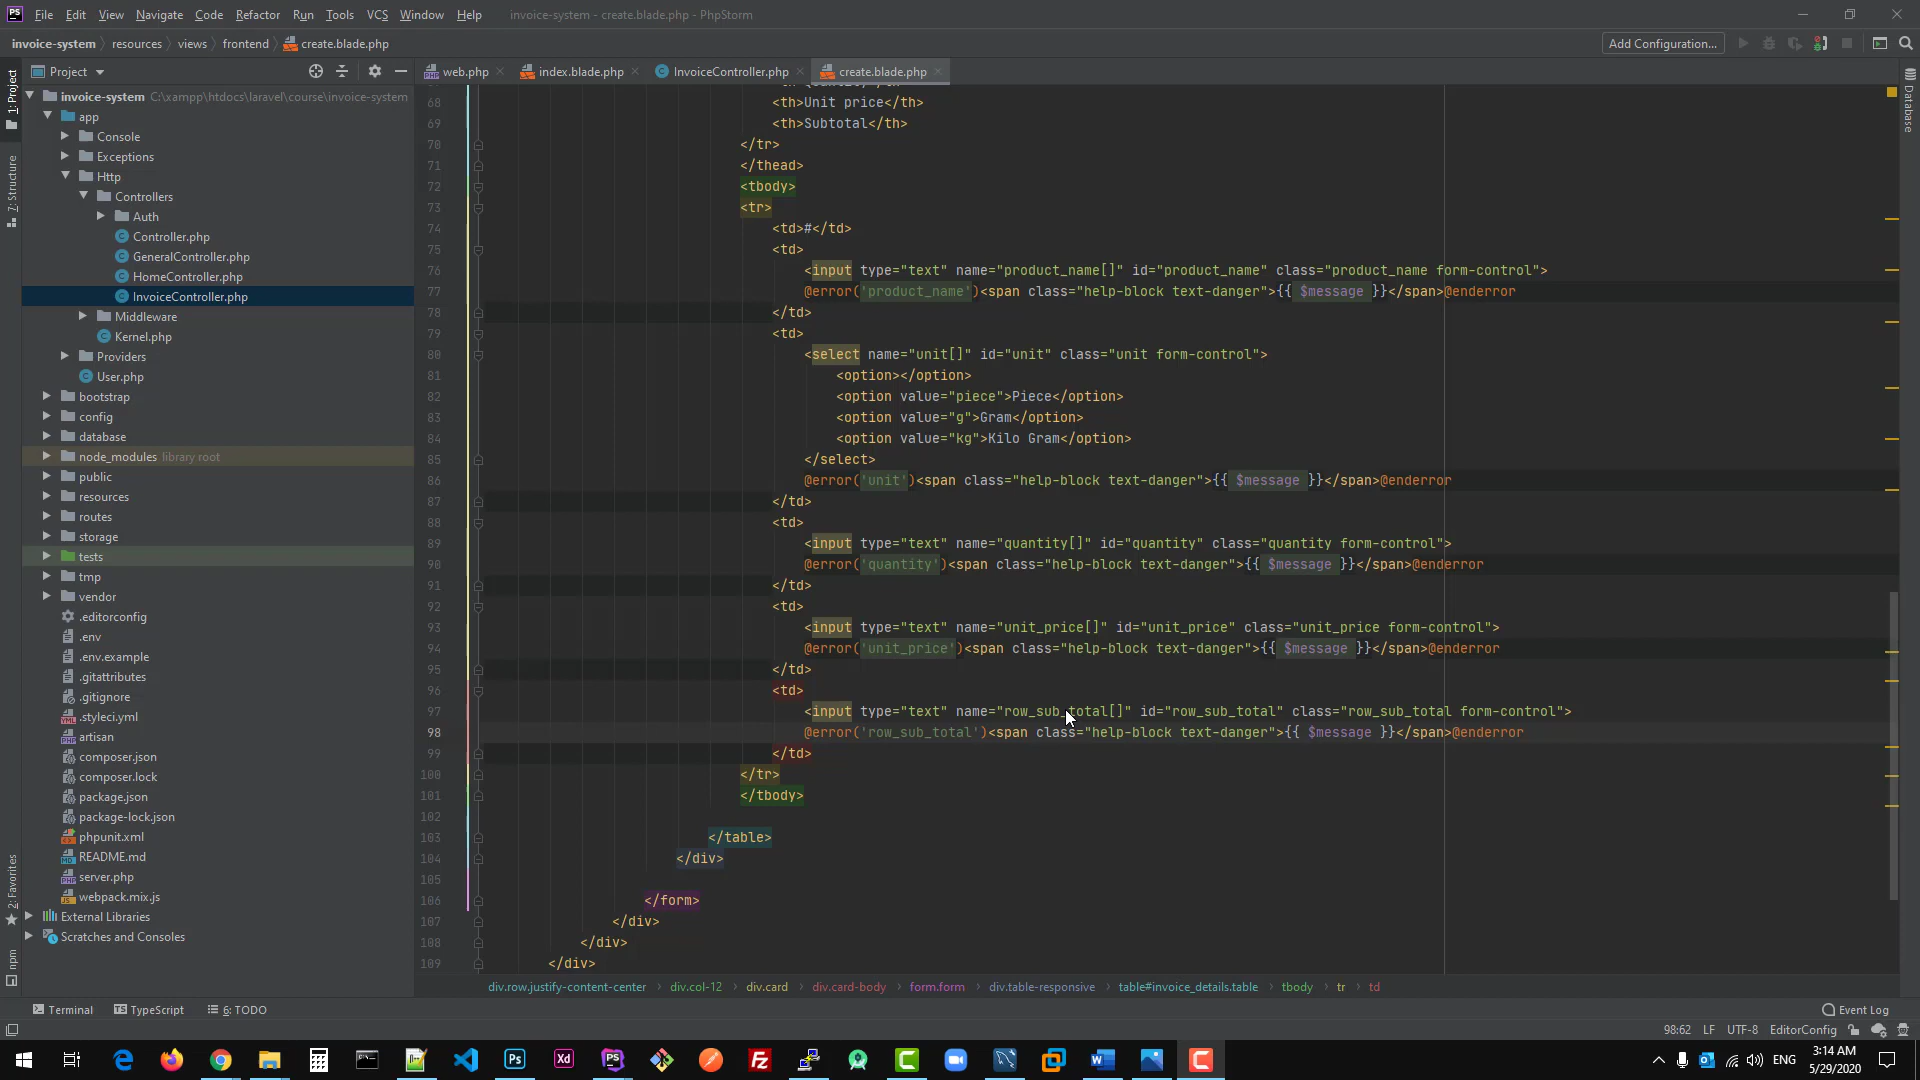 File Edit View Navigate Code Refactor Run Tools VCS Window Help invoice-system - create.blade.php - PhpStorm
invoice-system resources views frontend create.blade.php Add Configuration...
Project web.php index.blade.php InvoiceController.php create.blade.php
1: Project
7: Structure
2: Favorites
npm
Database
invoice-system C:\xampp\htdocs\laravel\course\invoice-system
app
Console
Exceptions
Http
Controllers
Auth
Controller.php
GeneralController.php
HomeController.php
InvoiceController.php
Middleware
Kernel.php
Providers
User.php
bootstrap
config
database
node_modules library root
public
resources
routes
storage
tests
tmp
vendor
.editorconfig
.env
.env.example
.gitattributes
.gitignore
.styleci.yml
artisan
composer.json
composer.lock
package.json
package-lock.json
phpunit.xml
README.md
server.php
webpack.mix.js
External Libraries
Scratches and Consoles
68 <th>Unit price</th>
69 <th>Subtotal</th>
70 </tr>
71 </thead>
72 <tbody>
73 <tr>
74 <td>#</td>
75 <td>
76 <input type="text" name="product_name[]" id="product_name" class="product_name form-control">
77 @error('product_name')<span class="help-block text-danger">{{ $message }}</span>@enderror
78 </td>
79 <td>
80 <select name="unit[]" id="unit" class="unit form-control">
81 <option></option>
82 <option value="piece">Piece</option>
83 <option value="g">Gram</option>
84 <option value="kg">Kilo Gram</option>
85 </select>
86 @error('unit')<span class="help-block text-danger">{{ $message }}</span>@enderror
87 </td>
88 <td>
89 <input type="text" name="quantity[]" id="quantity" class="quantity form-control">
90 @error('quantity')<span class="help-block text-danger">{{ $message }}</span>@enderror
91 </td>
92 <td>
93 <input type="text" name="unit_price[]" id="unit_price" class="unit_price form-control">
94 @error('unit_price')<span class="help-block text-danger">{{ $message }}</span>@enderror
95 </td>
96 <td>
97 <input type="text" name="row_sub_total[]" id="row_sub_total" class="row_sub_total form-control">
98 @error('row_sub_total')<span class="help-block text-danger">{{ $message }}</span>@enderror
99 </td>
100 </tr>
101 </tbody>
102
103 </table>
104 </div>
105
106 </form>
107 </div>
108 </div>
109 </div>
div.row.justify-content-center div.col-12 div.card div.card-body form.form div.table-responsive table#invoice_details.table tbody tr td
Terminal TypeScript 6: TODO Event Log
98:62 LF UTF-8 EditorConfig
ENG 3:14 AM
5/29/2020